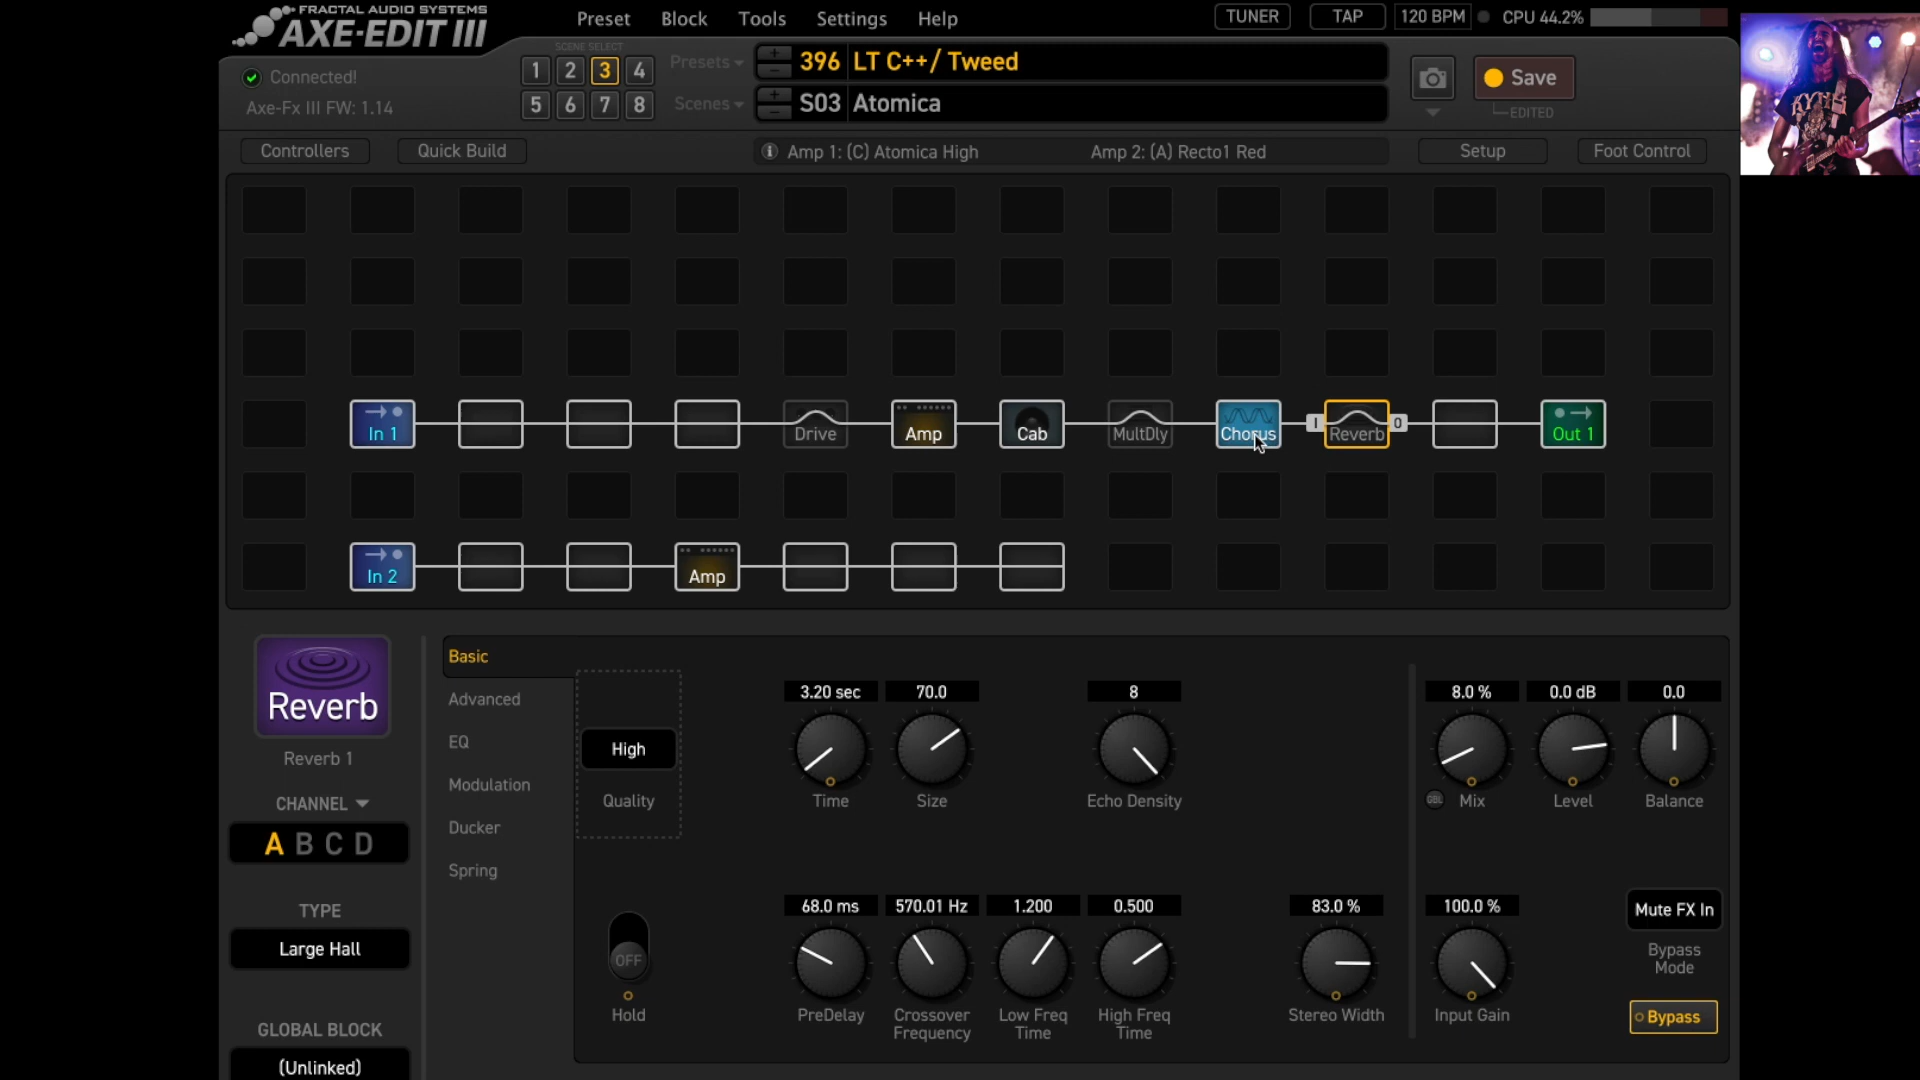 FRACTAL AUDIO SYSTEMS
AXE-EDIT III
Preset Block Tools Settings Help
TUNER TAP 120 BPM CPU 44.2%
SCENE SELECT
Connected!
Axe-Fx III FW: 1.14
1 2 3 4
5 6 7 8
Presets
Scenes
396 LT C++/ Tweed
S03 Atomica
Save
EDITED
Controllers Quick Build
Amp 1: (C) Atomica High Amp 2: (A) Recto1 Red
Setup Foot Control
In 1 Drive Amp Cab MultDly Chorus I Reverb O Out 1
In 2 Amp
Reverb
Reverb 1
CHANNEL
A B C D
TYPE
Large Hall
GLOBAL BLOCK
(Unlinked)
Basic
Advanced
EQ
Modulation
Ducker
Spring
High
Quality
3.20 sec 70.0 8
Time Size Echo Density
8.0 % 0.0 dB 0.0
GBL Mix Level Balance
OFF
Hold
68.0 ms 570.01 Hz 1.200 0.500 83.0 %
PreDelay Crossover Frequency Low Freq Time High Freq Time Stereo Width
100.0 %
Input Gain
Mute FX In
Bypass Mode
Bypass